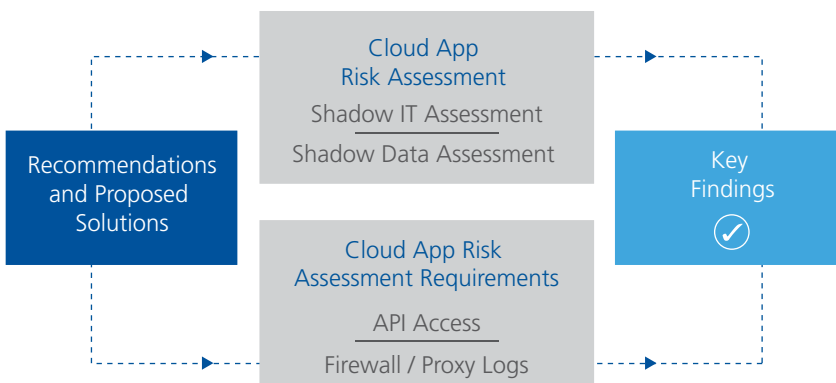 Recommendations
and Proposed
Solutions
Cloud App
Risk Assessment
Shadow IT Assessment
Shadow Data Assessment
Cloud App Risk
Assessment Requirements
API Access
Firewall / Proxy Logs
Key
Findings